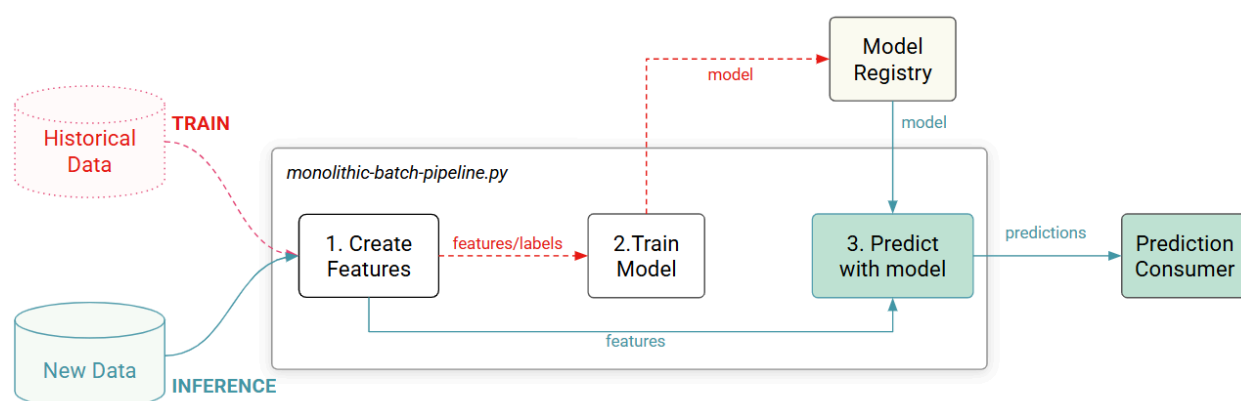 Model
Registry
model
model
Historical
Data
TRAIN
monolithic-batch-pipeline.py
1. Create
Features
features/labels
2.Train
Model
3. Predict
with model
predictions
Prediction
Consumer
features
New Data
INFERENCE